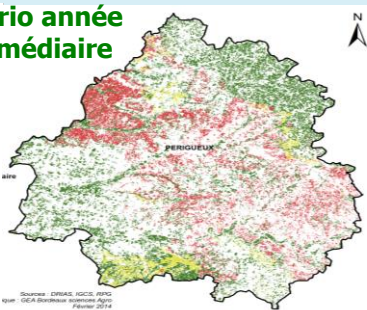 rio année
médiaire
N
PERIGUEUX
aire
Sources : DRIAS, IGCS, RPG
ique : GEA Bordeaux sciences Agro
Février 2014